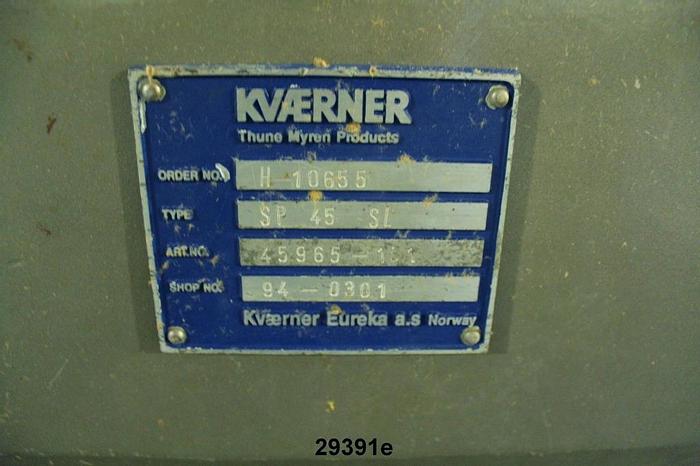 KVÆRNER
Thune Myren Products
ORDER NO. H-10655
TYPE SP 45 SL
ART.NO.
SHOP NO. 94-0301
Kværner Eureka a.s Norway
29391e